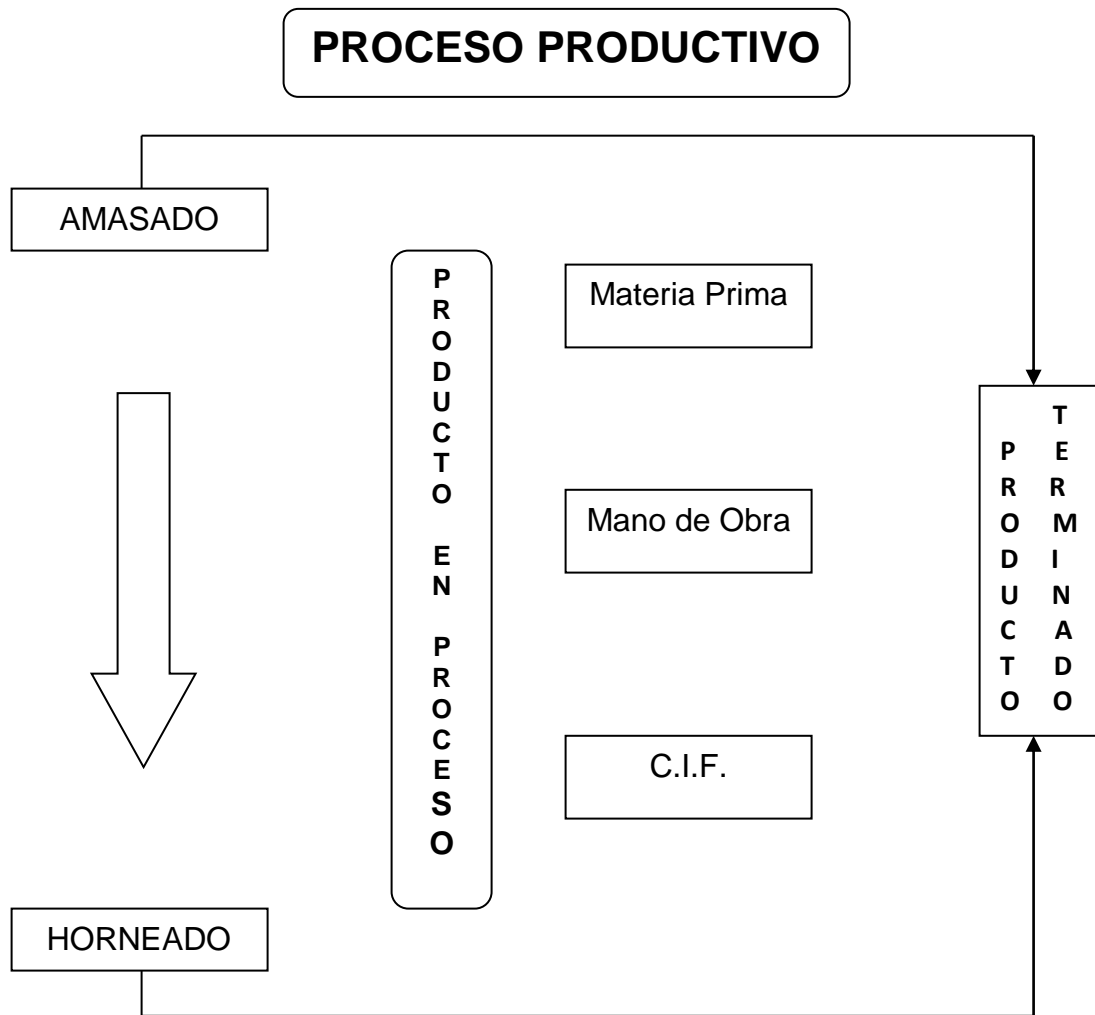 PROCESO PRODUCTIVO
AMASADO
PRODUCTO EN PROCESO
Materia Prima
Mano de Obra
C.I.F.
PRODUCTO
TERMINADO
HORNEADO